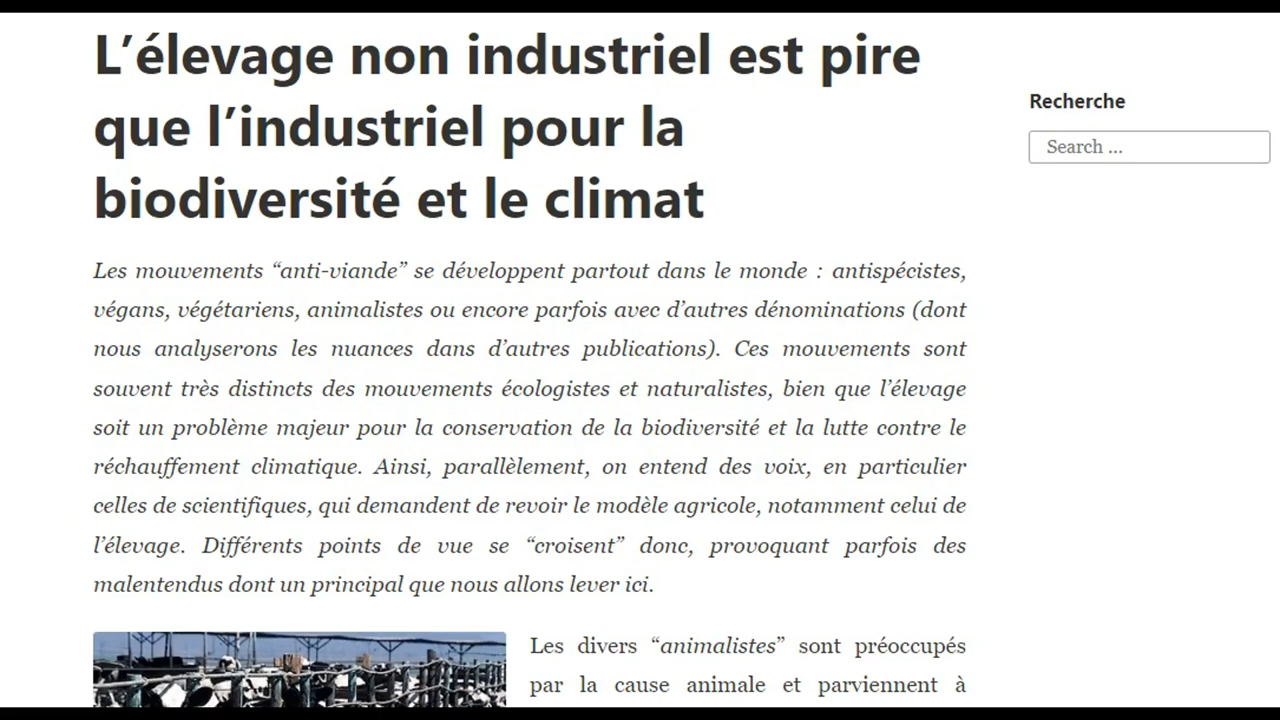 L’élevage non industriel est pire
que l’industriel pour la
biodiversité et le climat
Recherche
Search ...
Les mouvements “anti-viande” se développent partout dans le monde : antispécistes,
végans, végétariens, animalistes ou encore parfois avec d’autres dénominations (dont
nous analyserons les nuances dans d’autres publications). Ces mouvements sont
souvent très distincts des mouvements écologistes et naturalistes, bien que l’élevage
soit un problème majeur pour la conservation de la biodiversité et la lutte contre le
réchauffement climatique. Ainsi, parallèlement, on entend des voix, en particulier
celles de scientifiques, qui demandent de revoir le modèle agricole, notamment celui de
l’élevage. Différents points de vue se “croisent” donc, provoquant parfois des
malentendus dont un principal que nous allons lever ici.
Les divers “animalistes” sont préoccupés
par la cause animale et parviennent à